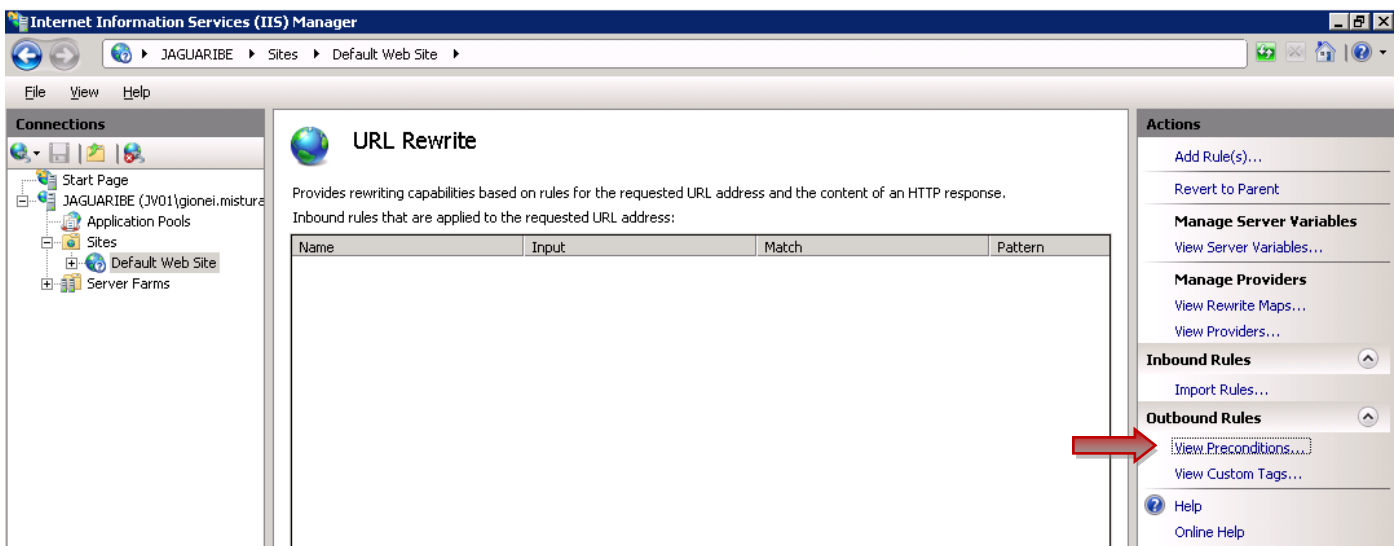 Internet Information Services (IIS) Manager
JAGUARIBE Sites Default Web Site
File View Help
Connections
Start Page
JAGUARIBE (JV01\gionei.mistura
Application Pools
Sites
Default Web Site
Server Farms
URL Rewrite
Provides rewriting capabilities based on rules for the requested URL address and the content of an HTTP response.
Inbound rules that are applied to the requested URL address:
Name Input Match Pattern
Actions
Add Rule(s)...
Revert to Parent
Manage Server Variables
View Server Variables...
Manage Providers
View Rewrite Maps...
View Providers...
Inbound Rules
Import Rules...
Outbound Rules
View Preconditions...
View Custom Tags...
Help
Online Help